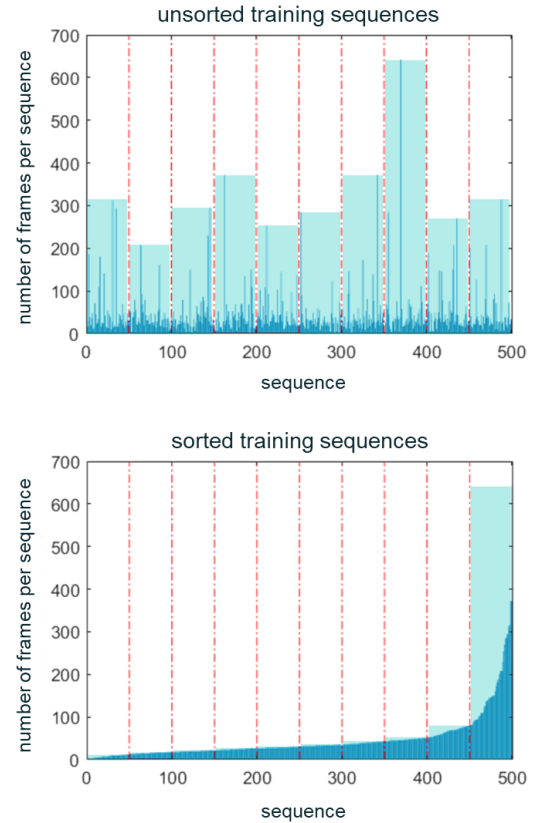 unsorted training sequences
700
600
500
400
300
200
100
0
number of frames per sequence
0 100 200 300 400 500
sequence
sorted training sequences
700
600
500
400
300
200
100
0
number of frames per sequence
0 100 200 300 400 500
sequence